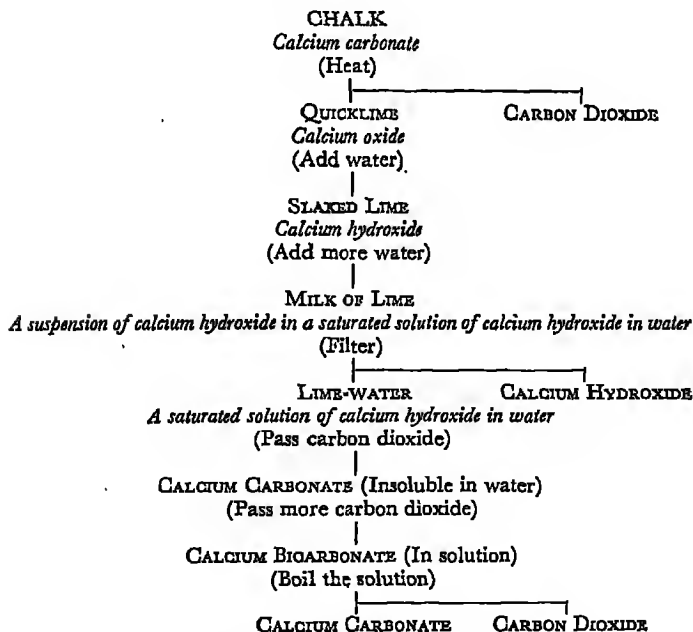 CHALK
Calcium carbonate
(Heat)
QUICKLIME CARBON DIOXIDE
Calcium oxide
(Add water)
SLAKED LIME
Calcium hydroxide
(Add more water)
MILK OF LIME
A suspension of calcium hydroxide in a saturated solution of calcium hydroxide in water
(Filter)
LIME-WATER CALCIUM HYDROXIDE
A saturated solution of calcium hydroxide in water
(Pass carbon dioxide)
CALCIUM CARBONATE (Insoluble in water)
(Pass more carbon dioxide)
CALCIUM BICARBONATE (In solution)
(Boil the solution)
CALCIUM CARBONATE CARBON DIOXIDE